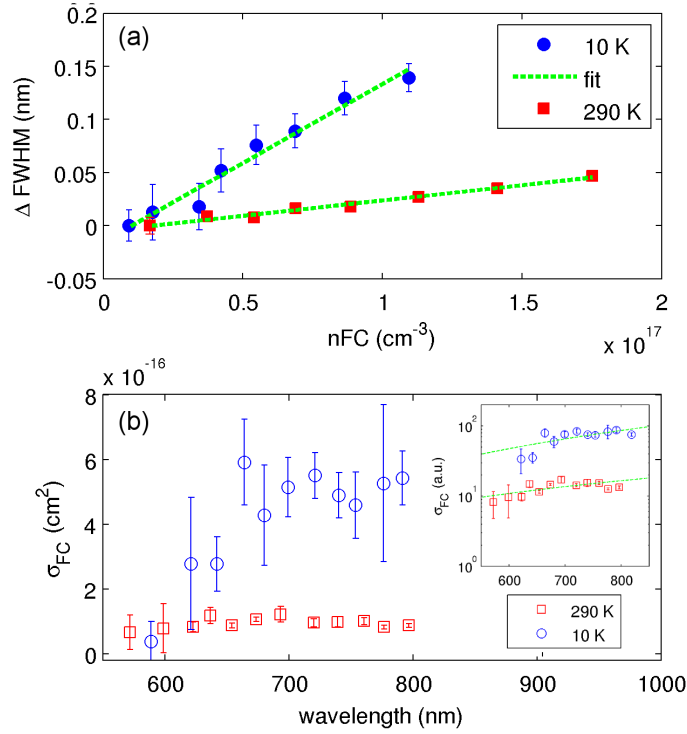 0.2
(a)
0.15
0.1
0.05
0
-0.05
Δ FWHM (nm)
10 K
fit
290 K
0 0.5 1 1.5 2
nFC (cm⁻³)
x 10¹⁷
x 10⁻¹⁶
(b)
8
6
4
2
0
σFC (cm²)
10²
10¹
10⁰
σFC (a.u.)
600 700 800
290 K
10 K
600 700 800 900 1000
wavelength (nm)